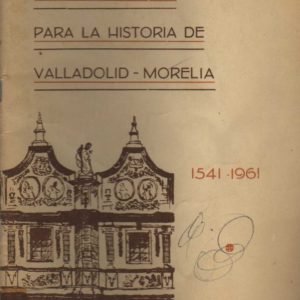 PARA LA HISTORIA DE
VALLADOLID - MORELIA
1541 - 1961